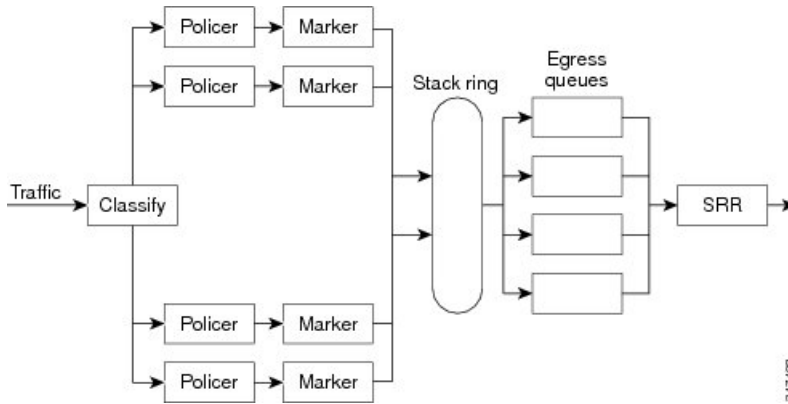 Policer
Marker
Policer
Marker
Stack ring
Egress
queues
Traffic
Classify
SRR
Policer
Marker
Policer
Marker